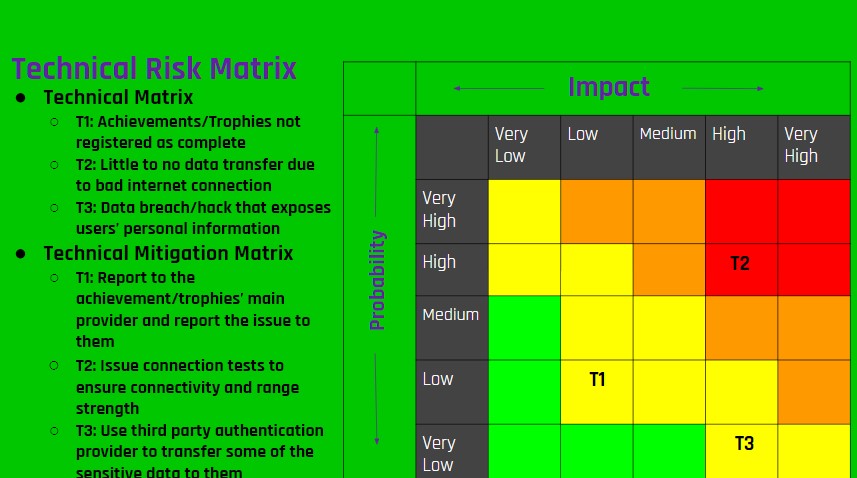 Technical Risk Matrix
● Technical Matrix
○ T1: Achievements/Trophies not
registered as complete
○ T2: Little to no data transfer due
to bad internet connection
○ T3: Data breach/hack that exposes
users' personal information
● Technical Mitigation Matrix
○ T1: Report to the
achievement/trophies' main
provider and report the issue to
them
○ T2: Issue connection tests to
ensure connectivity and range
strength
○ T3: Use third party authentication
provider to transfer some of the
sensitive data to them
Impact
Very
Low
Low
Medium
High
Very
High
Probability
Very
High
High
T2
Medium
Low
T1
Very
Low
T3